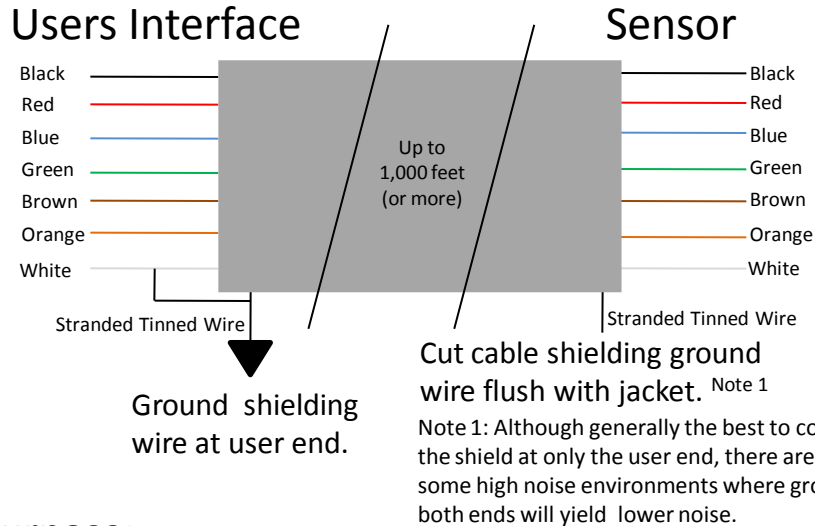 Users Interface
Sensor
Black
Red
Blue
Green
Brown
Orange
White
Up to
1,000 feet
(or more)
Black
Red
Blue
Green
Brown
Orange
White
Stranded Tinned Wire
Stranded Tinned Wire
Ground shielding
wire at user end.
Cut cable shielding ground
wire flush with jacket. Note 1
Note 1: Although generally the best to
the shield at only the user end, there are
some high noise environments where
both ends will yield lower noise.